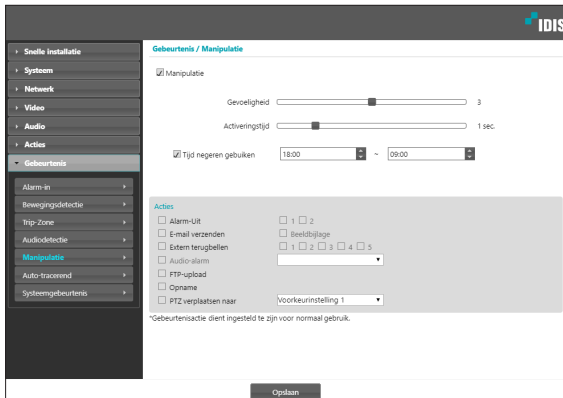 IDIS
Snelle installatie
Systeem
Netwerk
Video
Audio
Acties
Gebeurtenis
Alarm-in
Bewegingsdetectie
Trip-Zone
Audiodetectie
Manipulatie
Auto-tracerend
Systeemgebeurtenis
Gebeurtenis / Manipulatie
Manipulatie
Gevoeligheid 3
Activeringstijd 1 sec.
Tijd negeren gebuiken 18:00 ~ 09:00
Acties
Alarm-Uit 1 2
E-mail verzenden Beeldbijlage
Extern terugbellen 1 2 3 4 5
Audio-alarm
FTP-upload
Opname
PTZ verplaatsen naar Voorkeurinstelling 1
*Gebeurtenisactie dient ingesteld te zijn voor normaal gebruik.
Opslaan